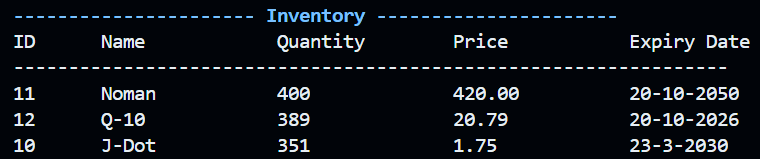 ---------------------- Inventory ----------------------
ID      Name            Quantity        Price           Expiry Date
-----------------------------------------------------------------
11      Noman           400             420.00          20-10-2050
12      Q-10            389             20.79           20-10-2026
10      J-Dot           351             1.75            23-3-2030